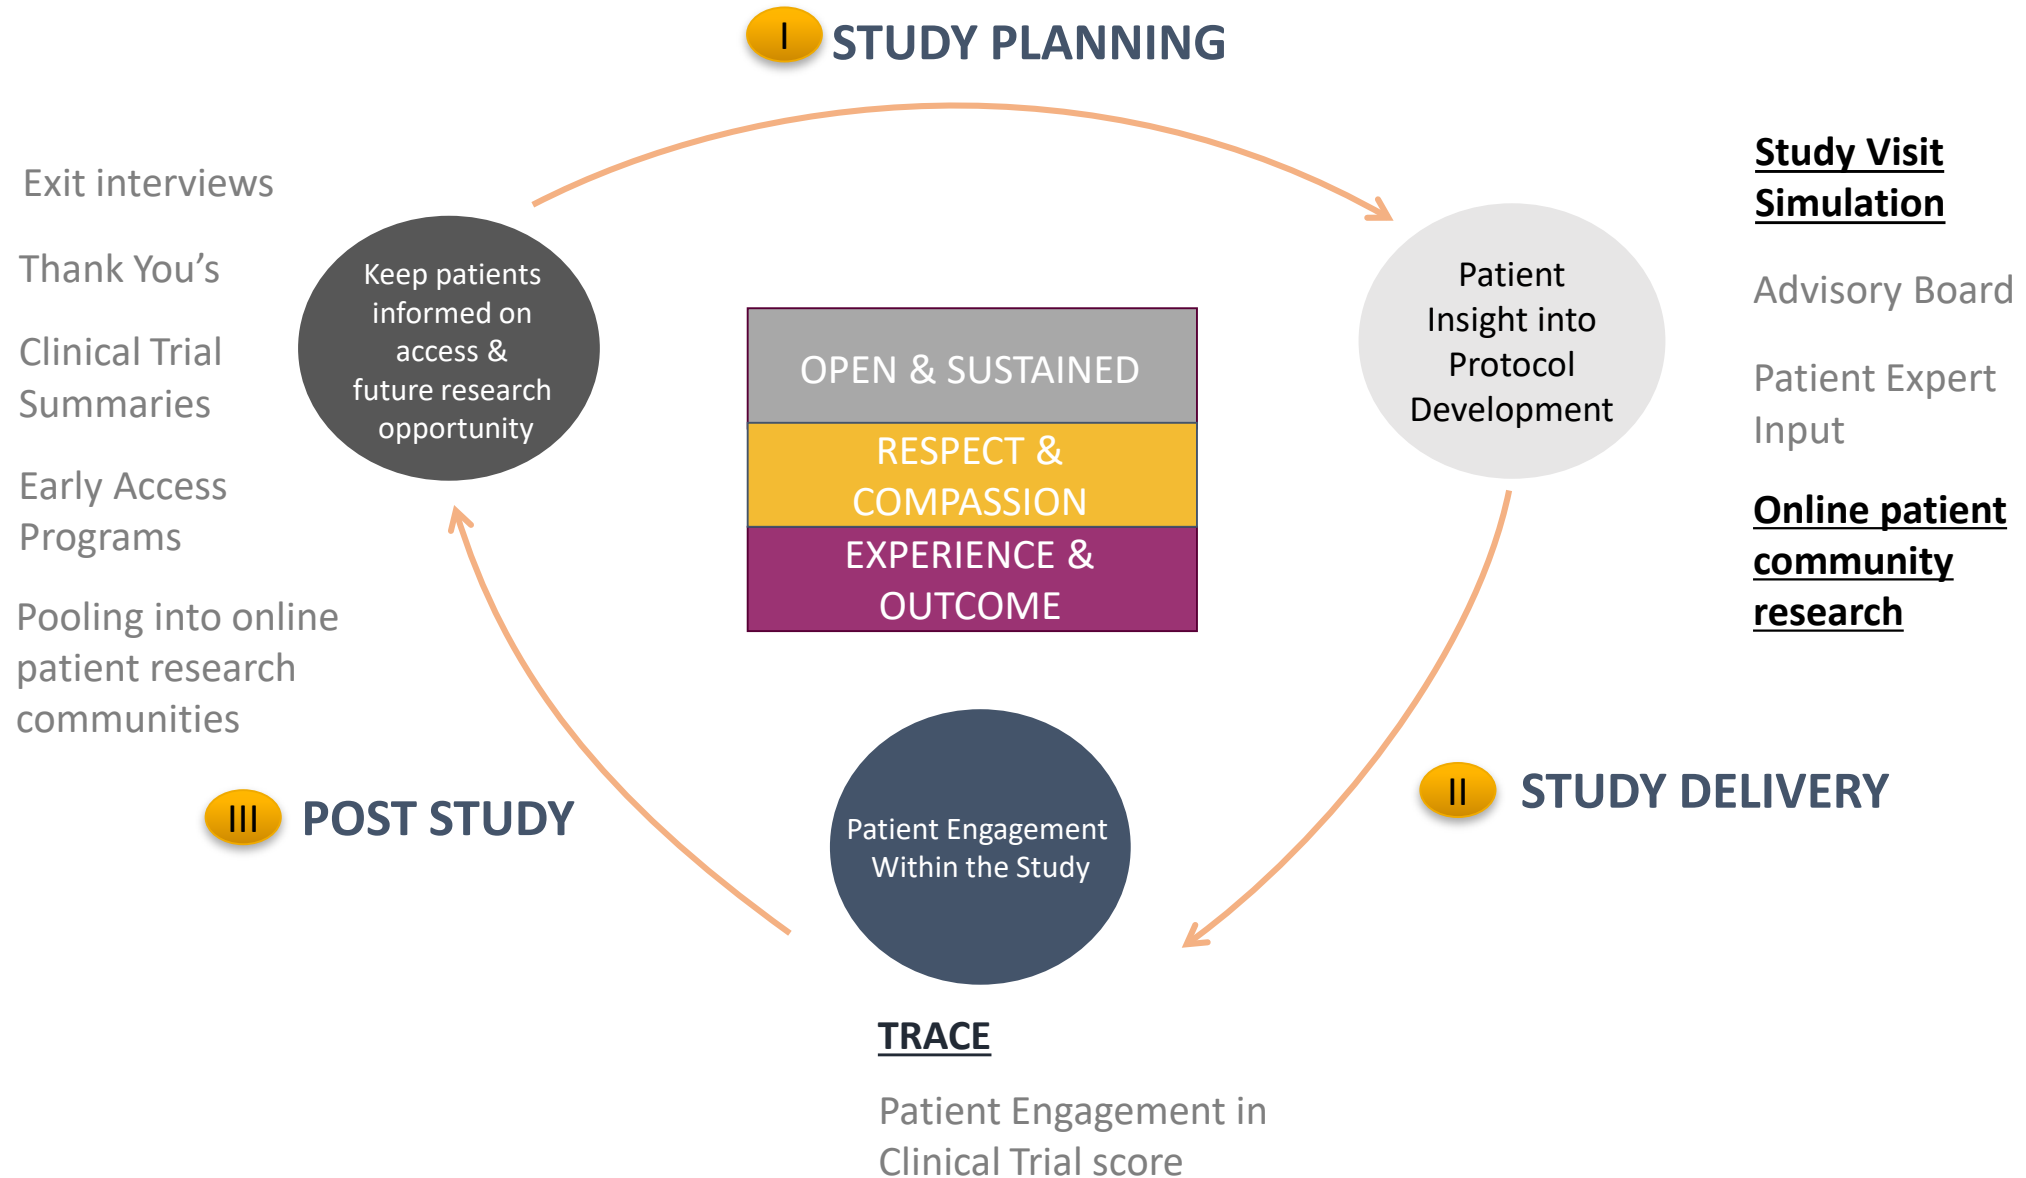 I
STUDY PLANNING
Exit interviews
Thank You’s
Clinical Trial
Summaries
Early Access
Programs
Pooling into online
patient research
communities
Keep patients
informed on
access &
future research
opportunity
OPEN & SUSTAINED
RESPECT &
COMPASSION
EXPERIENCE &
OUTCOME
Patient
Insight into
Protocol
Development
Study Visit
Simulation
Advisory Board
Patient Expert
Input
Online patient
community
research
II
STUDY DELIVERY
III
POST STUDY
Patient Engagement
Within the Study
TRACE
Patient Engagement in
Clinical Trial score